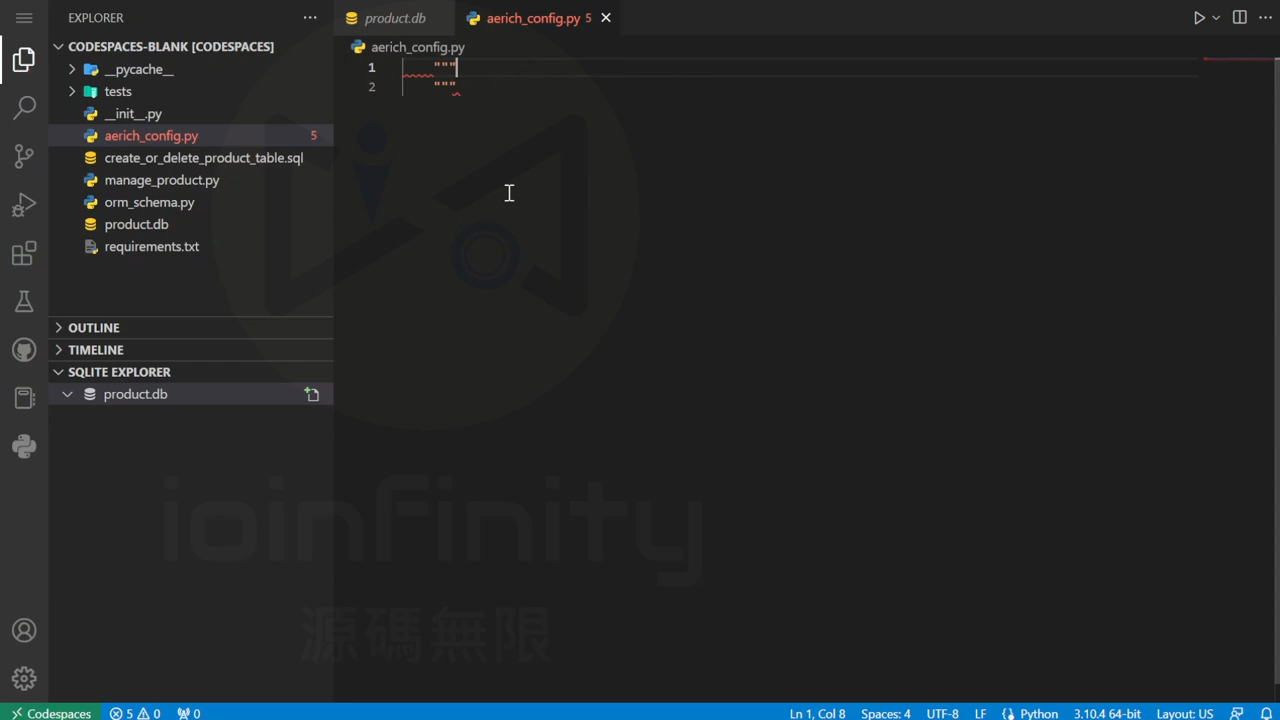 EXPLORER
product.db
aerich_config.py 5
CODESPACES-BLANK [CODESPACES]
aerich_config.py
__pycache__
1 """
tests
2 """
__init__.py
aerich_config.py 5
create_or_delete_product_table.sql
manage_product.py
orm_schema.py
product.db
requirements.txt
OUTLINE
TIMELINE
SQLITE EXPLORER
product.db
ioinfinity
源碼無限
Codespaces 5 0 0 Ln 1, Col 8 Spaces: 4 UTF-8 LF Python 3.10.4 64-bit Layout: US